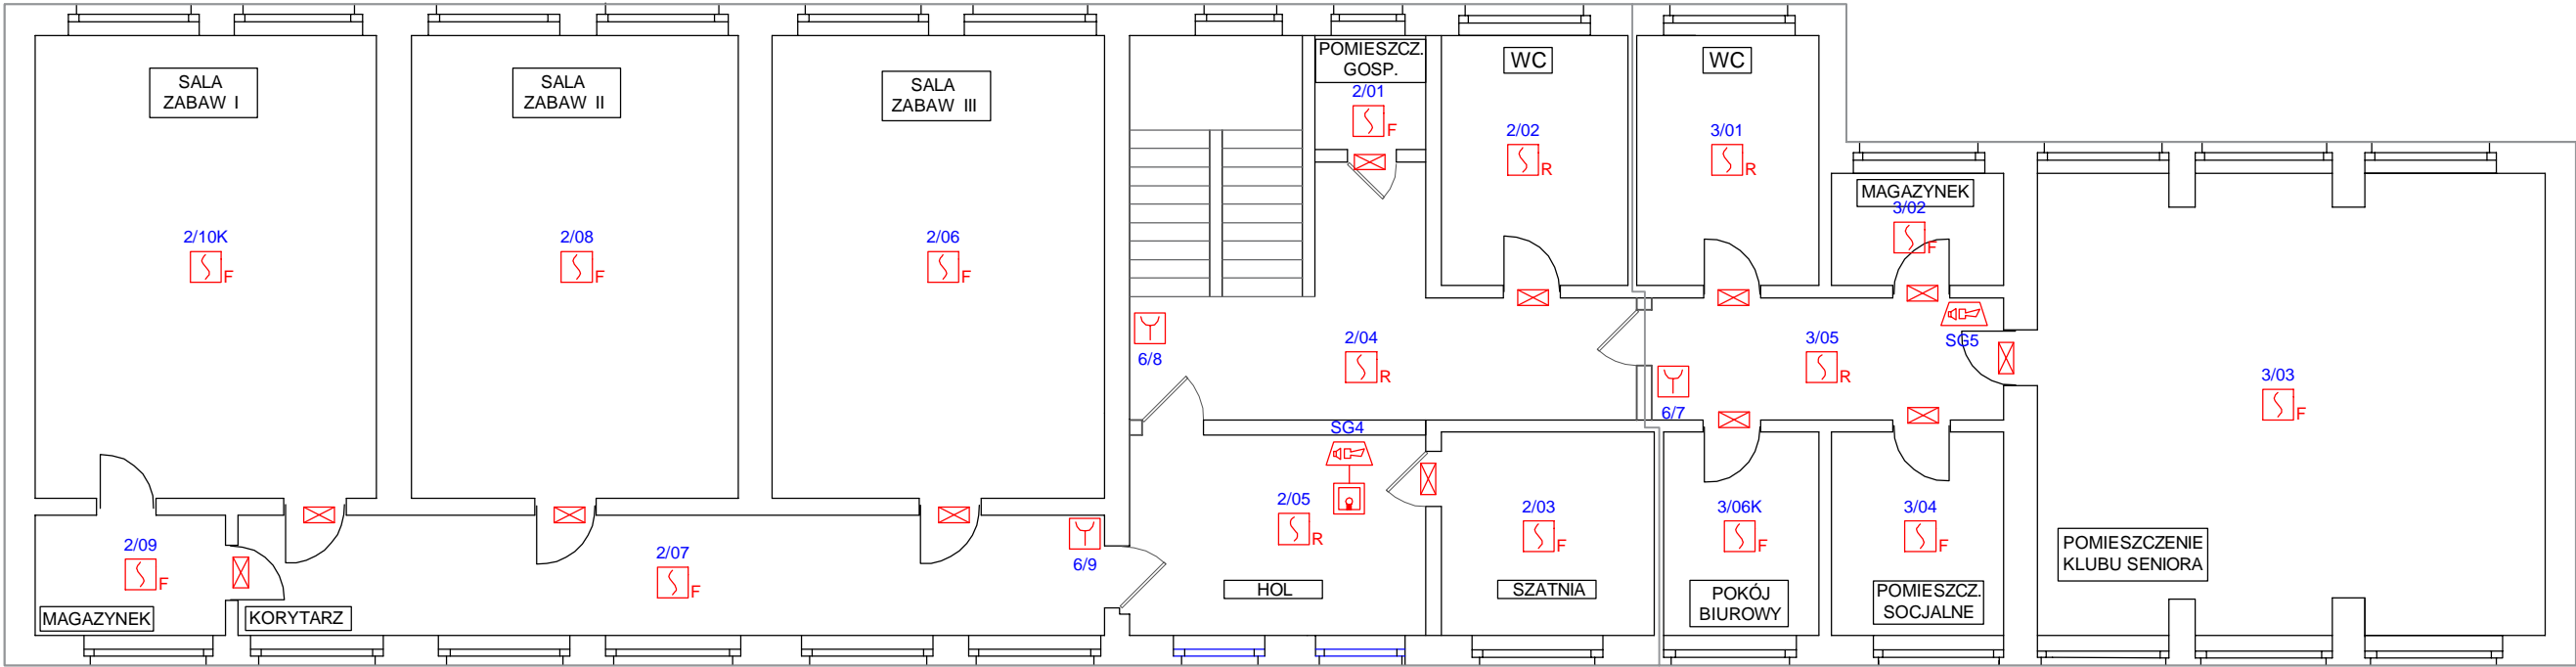 SALA
ZABAW I
SALA
ZABAW II
SALA
ZABAW III
POMIESZCZ.
GOSP.
2/01
F
WC
2/02
R
WC
3/01
R
MAGAZYNEK
3/02
F
2/10K
F
2/08
F
2/06
F
6/8
2/04
R
3/05
R
SG5
3/03
F
6/7
SG4
2/05
R
2/03
F
3/06K
F
3/04
F
2/09
F
2/07
F
6/9
MAGAZYNEK
KORYTARZ
HOL
SZATNIA
POKÓJ
BIUROWY
POMIESZCZ.
SOCJALNE
POMIESZCZENIE
KLUBU SENIORA